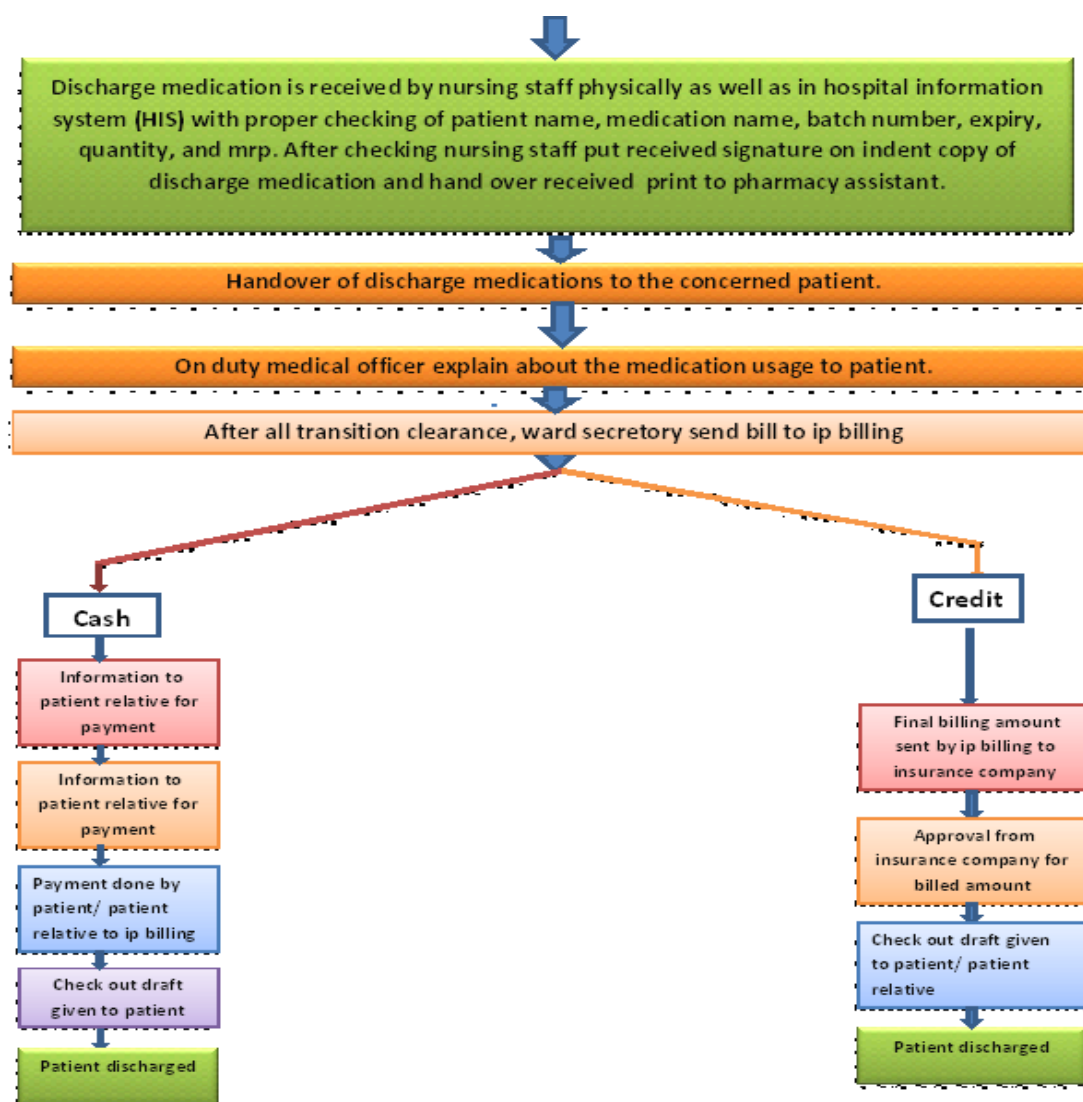 Discharge medication is received by nursing staff physically as well as in hospital information
system (HIS) with proper checking of patient name, medication name, batch number, expiry,
quantity, and mrp. After checking nursing staff put received signature on indent copy of
discharge medication and hand over received print to pharmacy assistant.
Handover of discharge medications to the concerned patient.
On duty medical officer explain about the medication usage to patient.
After all transition clearance, ward secretory send bill to ip billing
Cash
Information to
patient relative for
payment
Information to
patient relative for
payment
Payment done by
patient/ patient
relative to ip billing
Check out draft
given to patient
Patient discharged
Credit
Final billing amount
sent by ip billing to
insurance company
Approval from
insurance company for
billed amount
Check out draft given
to patient/ patient
relative
Patient discharged